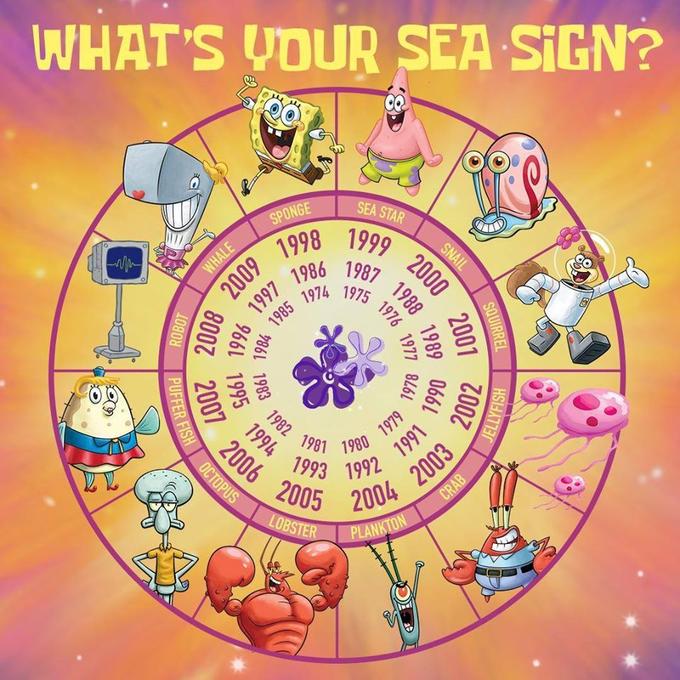 WHAT'S YOUR SEA SiGN?
SPONGE
1998
1986
1974
SEA STAR
1999
1987
1975
SNAIL
2000
1988
1976
SQUIRREL
2001
1989
1977
JELLYFISH
2002
1990
1978
CRAB
2003
1991
1979
PLANKTON
2004
1992
1980
LOBSTER
2005
1993
1981
OCTOPUS
2006
1994
1982
PUFFER FISH
2007
1995
1983
ROBOT
2008
1996
1984
WHALE
2009
1997
1985